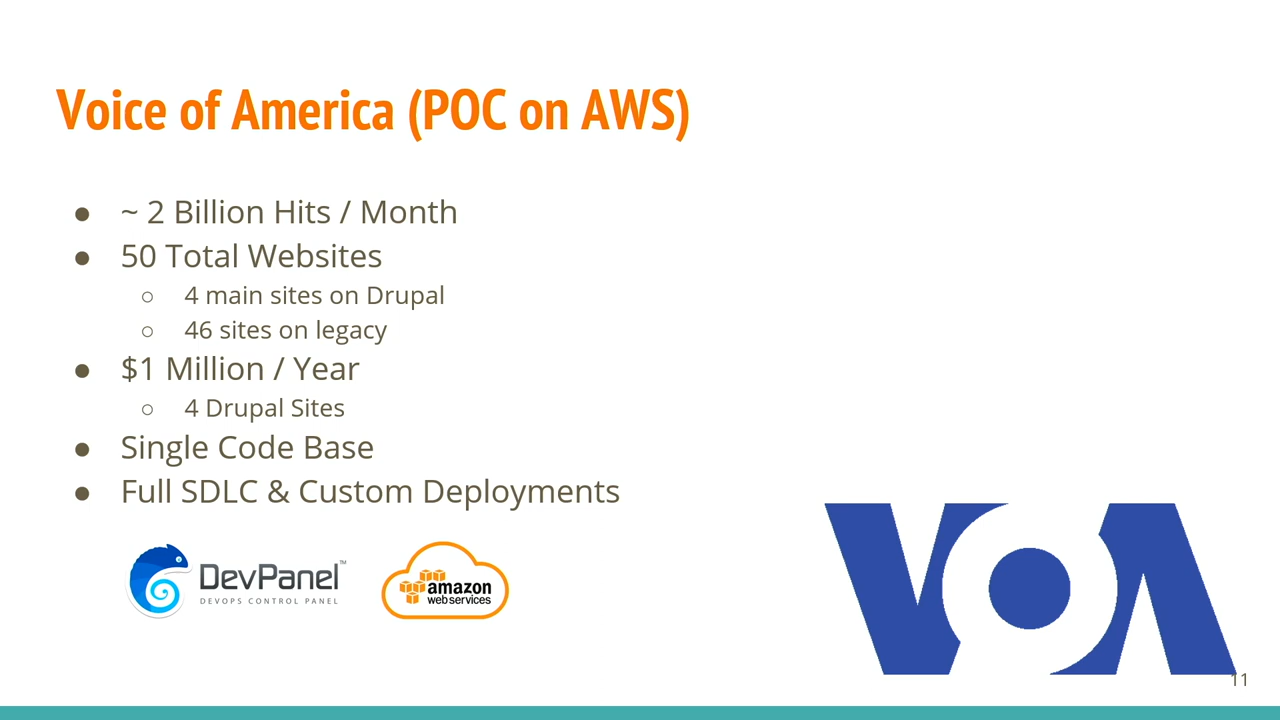 Voice of America (POC on AWS)
● ~ 2 Billion Hits / Month
● 50 Total Websites
○ 4 main sites on Drupal
○ 46 sites on legacy
● $1 Million / Year
○ 4 Drupal Sites
● Single Code Base
● Full SDLC & Custom Deployments
DevPanel™
DEVOPS CONTROL PANEL
amazon
web services
VOA
11